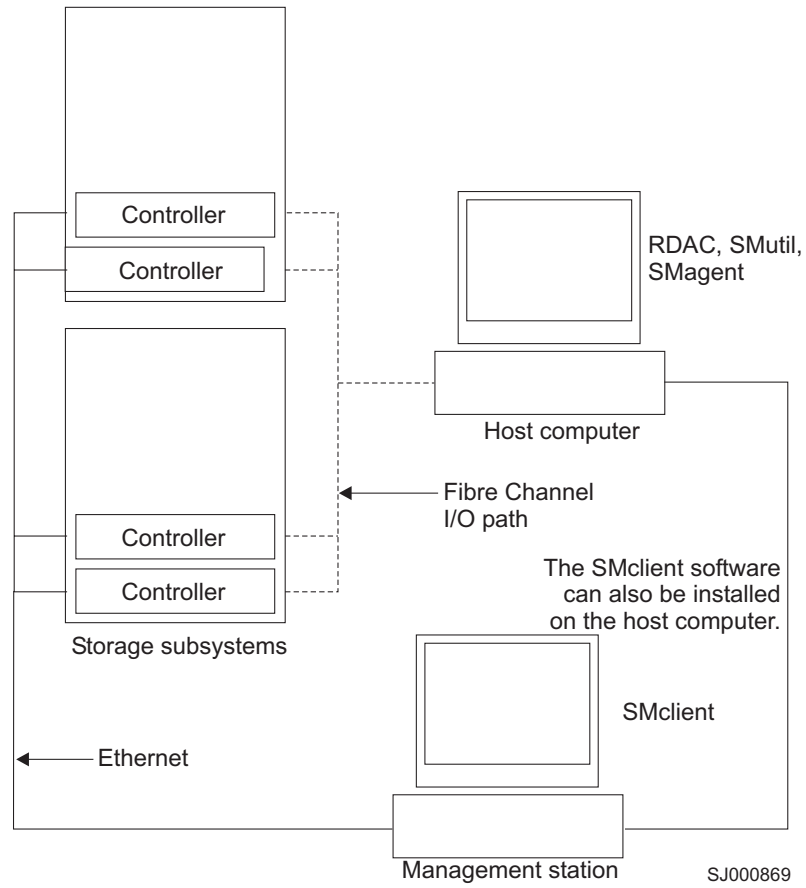 Controller
Controller
RDAC, SMutil,
SMagent
Host computer
Fibre Channel
I/O path
Controller
Controller
The SMclient software
can also be installed
on the host computer.
Storage subsystems
SMclient
Ethernet
Management station
SJ000869